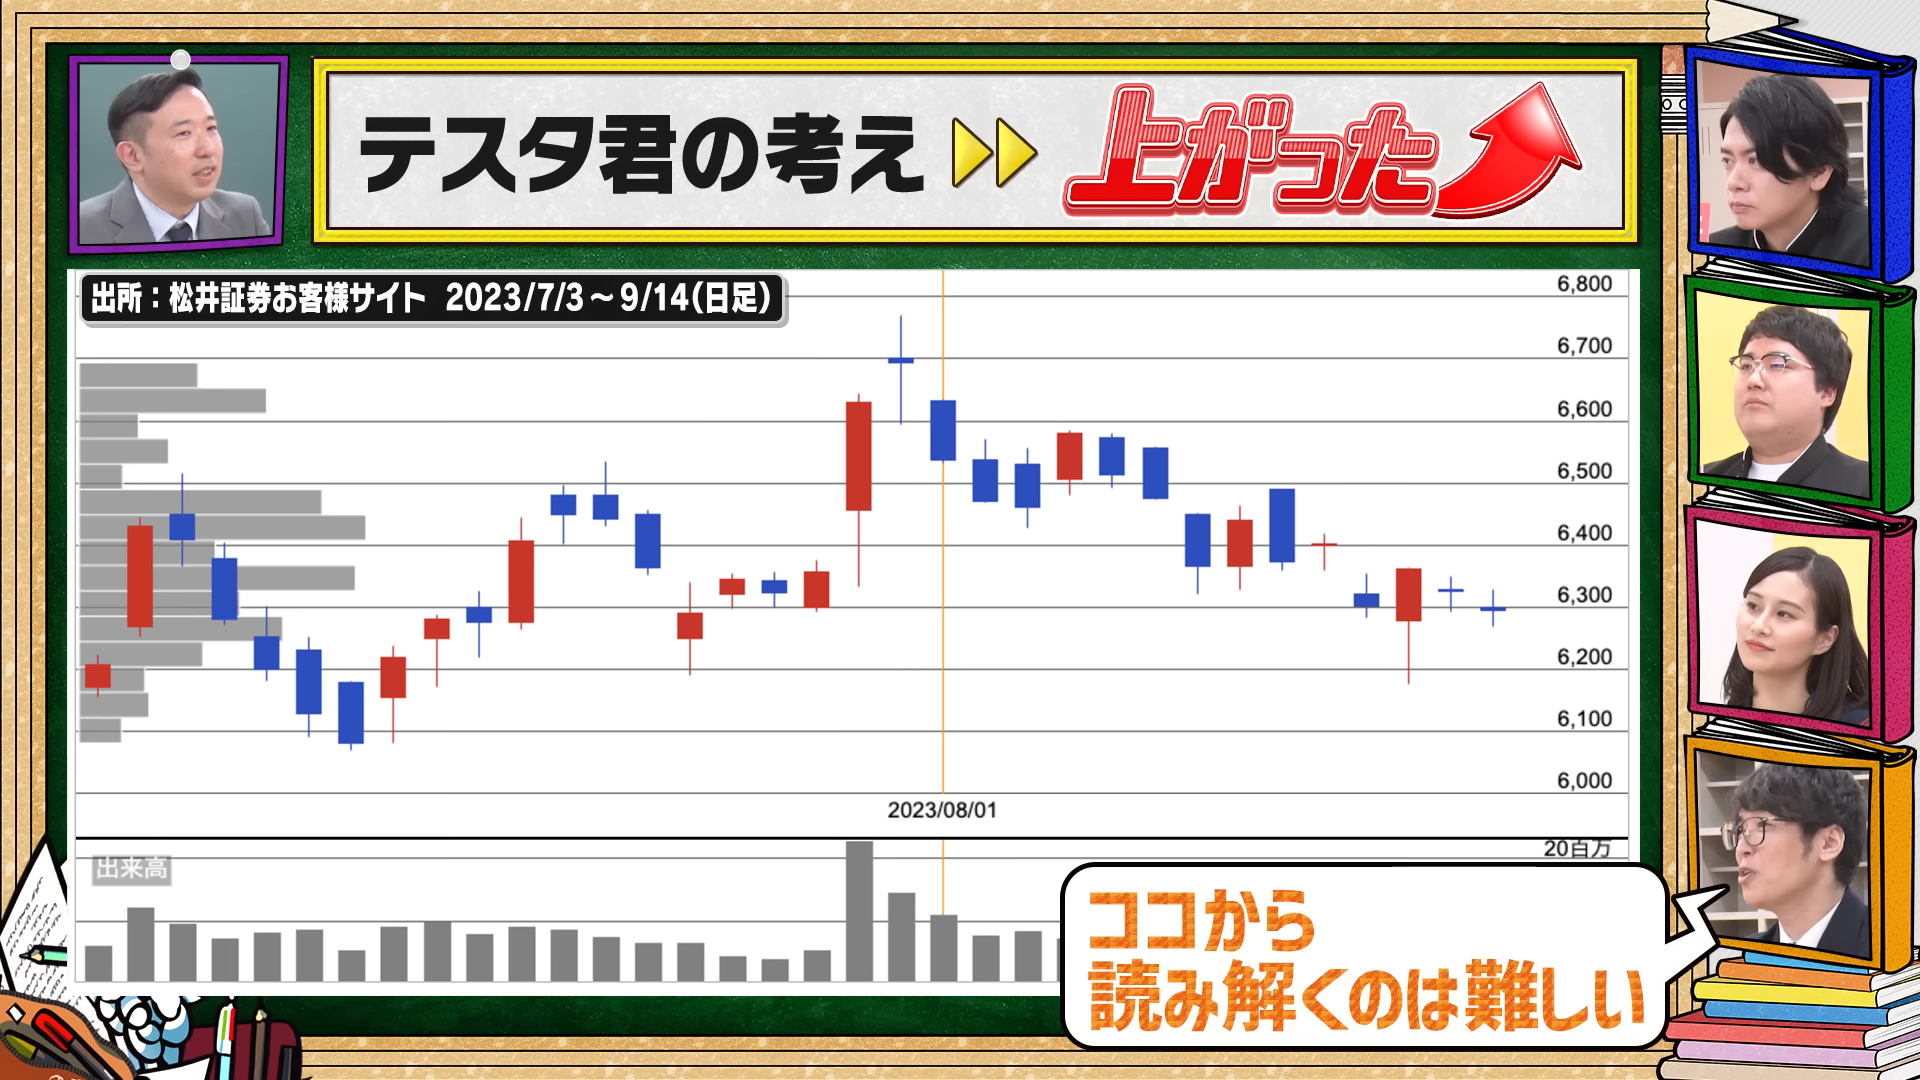 テスタ君の考え 上がった
出所：松井証券お客様サイト 2023/7/3～9/14(日足)
6,800
6,700
6,600
6,500
6,400
6,300
6,200
6,100
6,000
2023/08/01
20百万
出来高
ココから
読み解くのは難しい